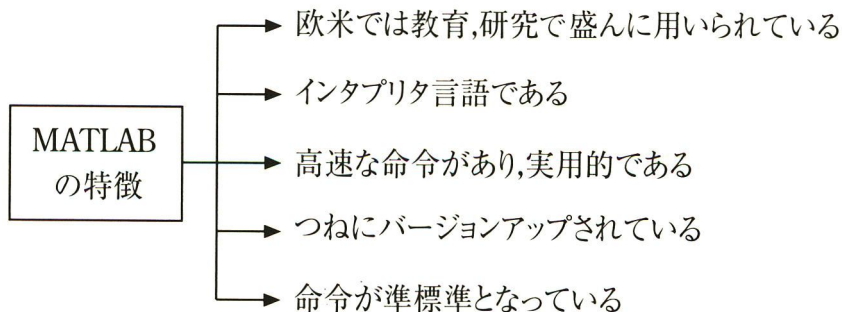 MATLAB
の特徴
欧米では教育,研究で盛んに用いられている
インタプリタ言語である
高速な命令があり,実用的である
つねにバージョンアップされている
命令が準標準となっている